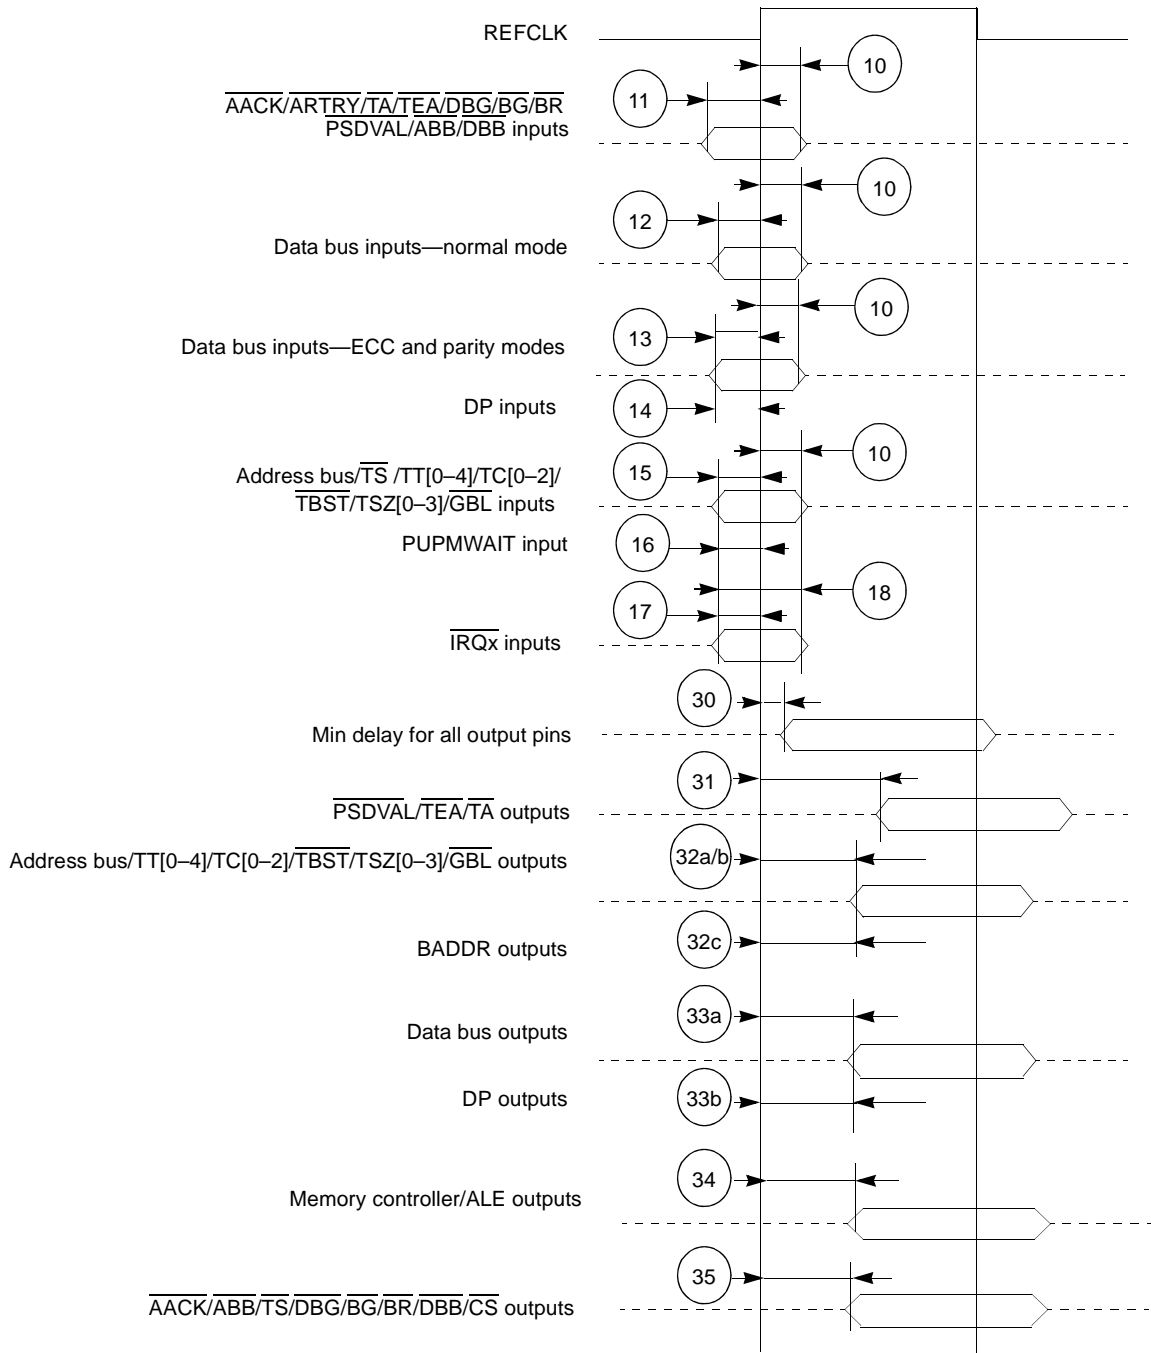 REFCLK
10
11
AACK/ARTRY/TA/TEA/DBG/BG/BR
PSDVAL/ABB/DBB inputs
10
12
Data bus inputs—normal mode
10
13
Data bus inputs—ECC and parity modes
DP inputs
14
10
15
Address bus/TS /TT[0–4]/TC[0–2]/
TBST/TSZ[0–3]/GBL inputs
PUPMWAIT input
16
18
17
IRQx inputs
30
Min delay for all output pins
31
PSDVAL/TEA/TA outputs
32a/b
Address bus/TT[0–4]/TC[0–2]/TBST/TSZ[0–3]/GBL outputs
BADDR outputs
32c
33a
Data bus outputs
DP outputs
33b
34
Memory controller/ALE outputs
35
AACK/ABB/TS/DBG/BG/BR/DBB/CS outputs